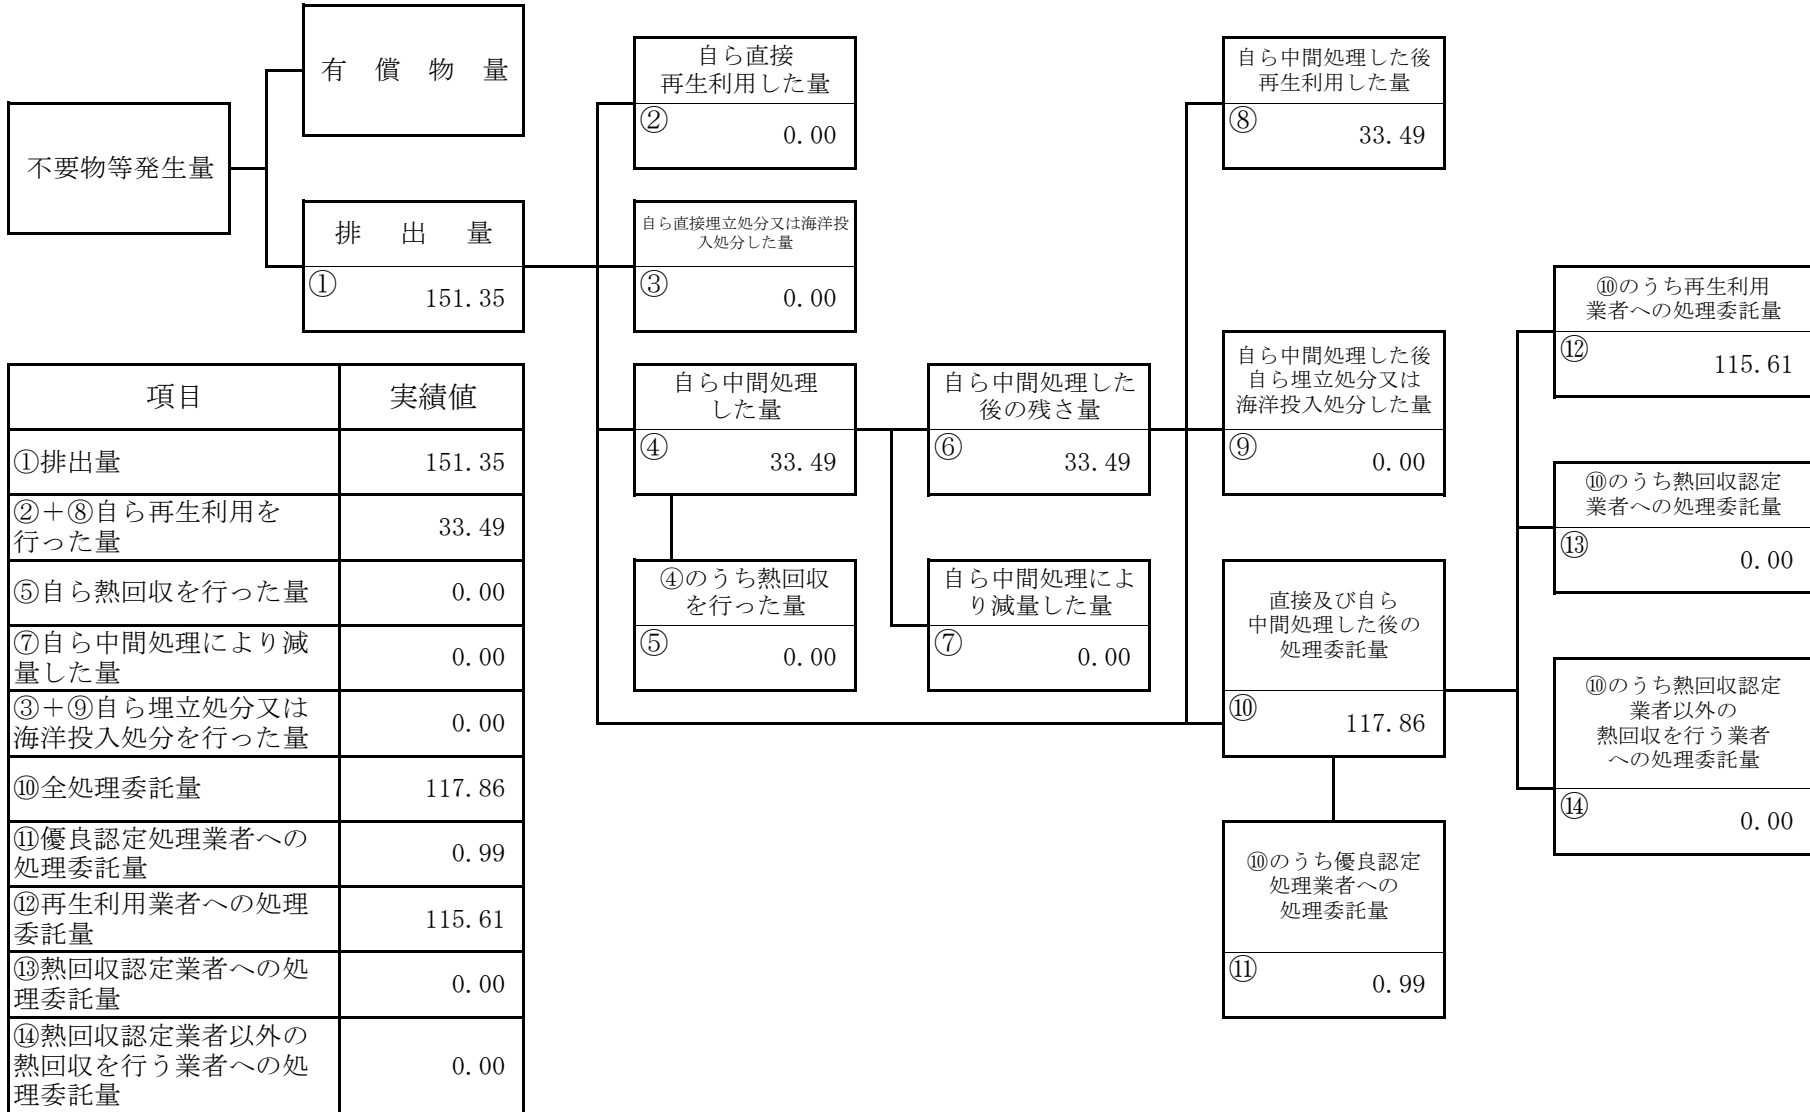 有償物量
不要物等発生量
排出量
①
151.35
自ら直接
再生利用した量
②
0.00
自ら直接埋立処分又は海洋投
入処分した量
③
0.00
自ら中間処理
した量
④
33.49
④のうち熱回収
を行った量
⑤
0.00
自ら中間処理した
後の残さ量
⑥
33.49
自ら中間処理によ
り減量した量
⑦
0.00
自ら中間処理した後
再生利用した量
⑧
33.49
自ら中間処理した後
自ら埋立処分又は
海洋投入処分した量
⑨
0.00
直接及び自ら
中間処理した後の
処理委託量
⑩
117.86
⑩のうち優良認定
処理業者への
処理委託量
⑪
0.99
⑩のうち再生利用
業者への処理委託量
⑫
115.61
⑩のうち熱回収認定
業者への処理委託量
⑬
0.00
⑩のうち熱回収認定
業者以外の
熱回収を行う業者
への処理委託量
⑭
0.00
項目 実績値
①排出量 151.35
②＋⑧自ら再生利用を
行った量 33.49
⑤自ら熱回収を行った量 0.00
⑦自ら中間処理により減
量した量 0.00
③＋⑨自ら埋立処分又は
海洋投入処分を行った量 0.00
⑩全処理委託量 117.86
⑪優良認定処理業者への
処理委託量 0.99
⑫再生利用業者への処理
委託量 115.61
⑬熱回収認定業者への処
理委託量 0.00
⑭熱回収認定業者以外の
熱回収を行う業者への処
理委託量 0.00